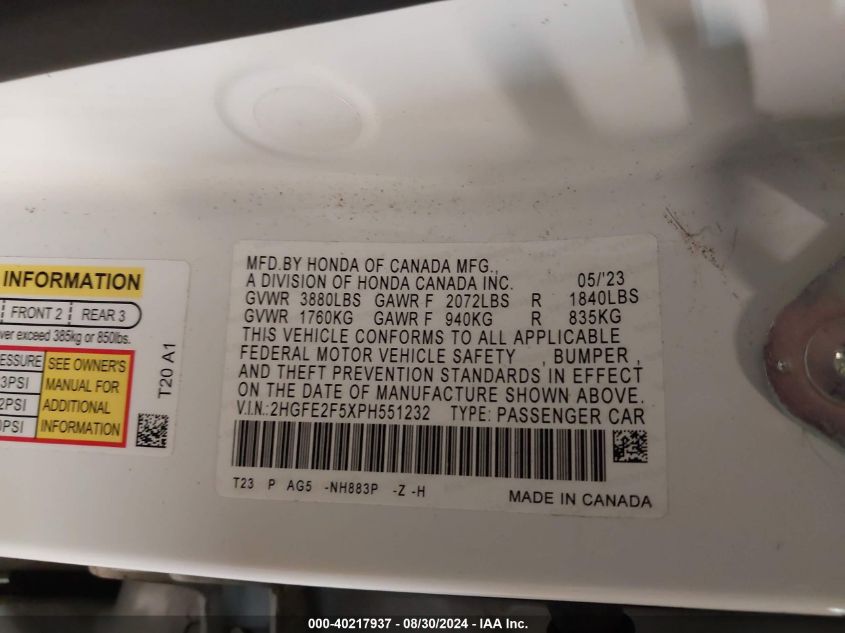 INFORMATION
FRONT 2 REAR 3
ver exceed 385kg or 850lbs.
ESSURE
3PSI
2PSI
0PSI
SEE OWNER'S
MANUAL FOR
ADDITIONAL
INFORMATION
T20 A1
MFD.BY HONDA OF CANADA MFG.,
A DIVISION OF HONDA CANADA INC. 05/'23
GVWR 3880LBS GAWR F 2072LBS R 1840LBS
GVWR 1760KG GAWR F 940KG R 835KG
THIS VEHICLE CONFORMS TO ALL APPLICABLE
FEDERAL MOTOR VEHICLE SAFETY , BUMPER ,
AND THEFT PREVENTION STANDARDS IN EFFECT
ON THE DATE OF MANUFACTURE SHOWN ABOVE.
V.I.N.: 2HGFE2F5XPH551232 TYPE: PASSENGER CAR
T23 P AG5 -NH883P -Z -H
MADE IN CANADA
000-40217937 - 08/30/2024 - IAA Inc.